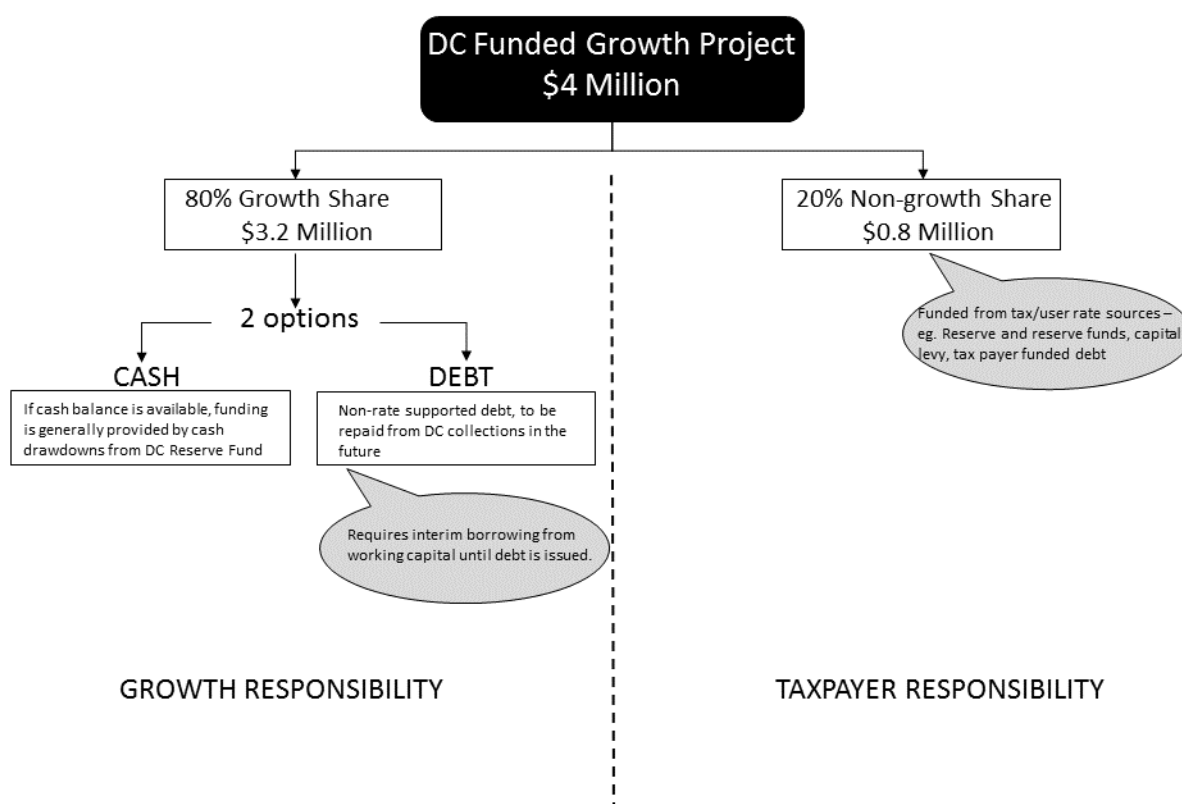 DC Funded Growth Project
$4 Million
80% Growth Share
$3.2 Million
20% Non-growth Share
$0.8 Million
Funded from tax/user rate sources –
eg. Reserve and reserve funds, capital
levy, tax payer funded debt
2 options
CASH
If cash balance is available, funding
is generally provided by cash
drawdowns from DC Reserve Fund
DEBT
Non-rate supported debt, to be
repaid from DC collections in the
future
Requires interim borrowing from
working capital until debt is issued.
GROWTH RESPONSIBILITY
TAXPAYER RESPONSIBILITY